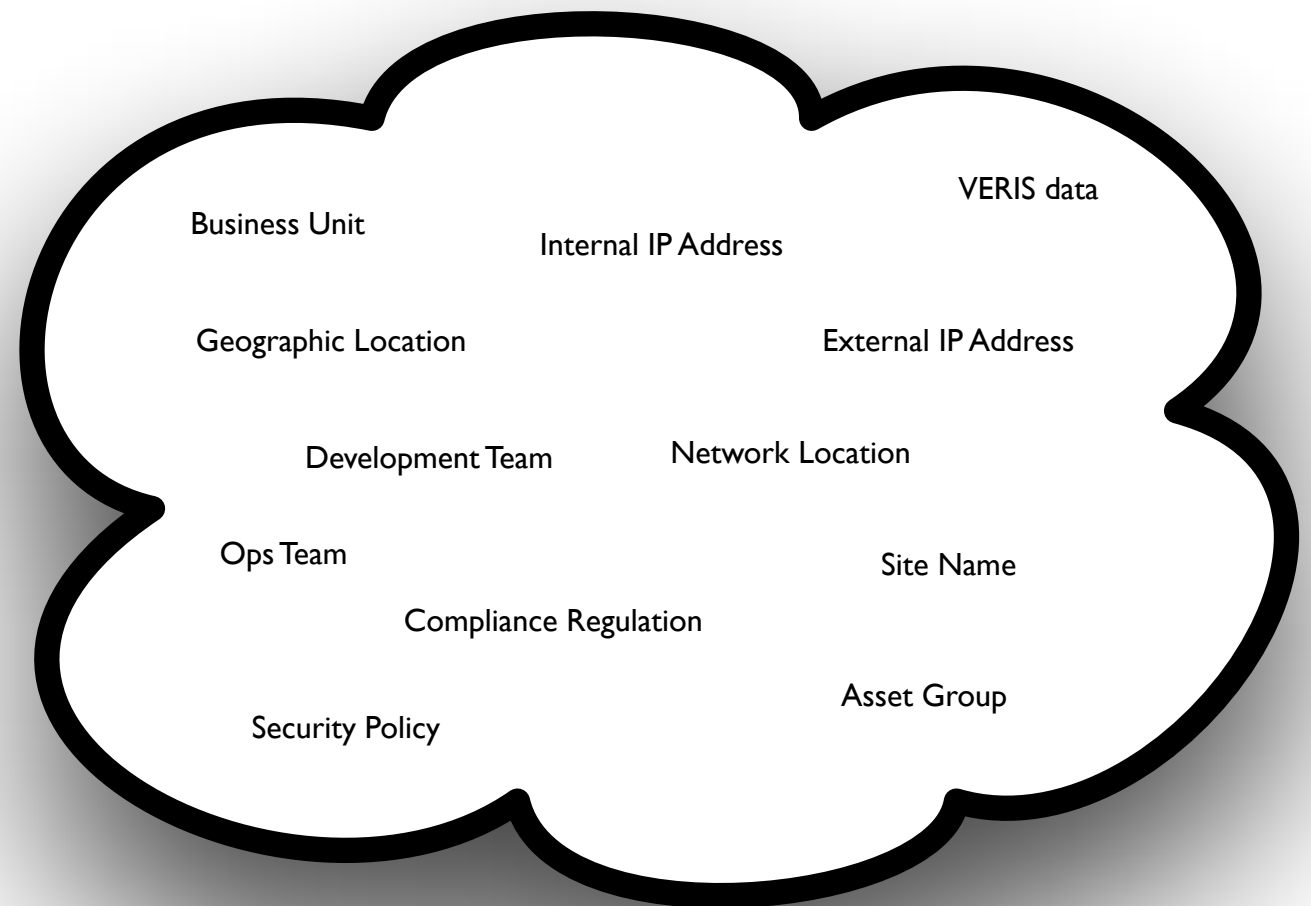 VERIS data
Business Unit
Internal IP Address
Geographic Location
External IP Address
Development Team
Network Location
Ops Team
Site Name
Compliance Regulation
Asset Group
Security Policy